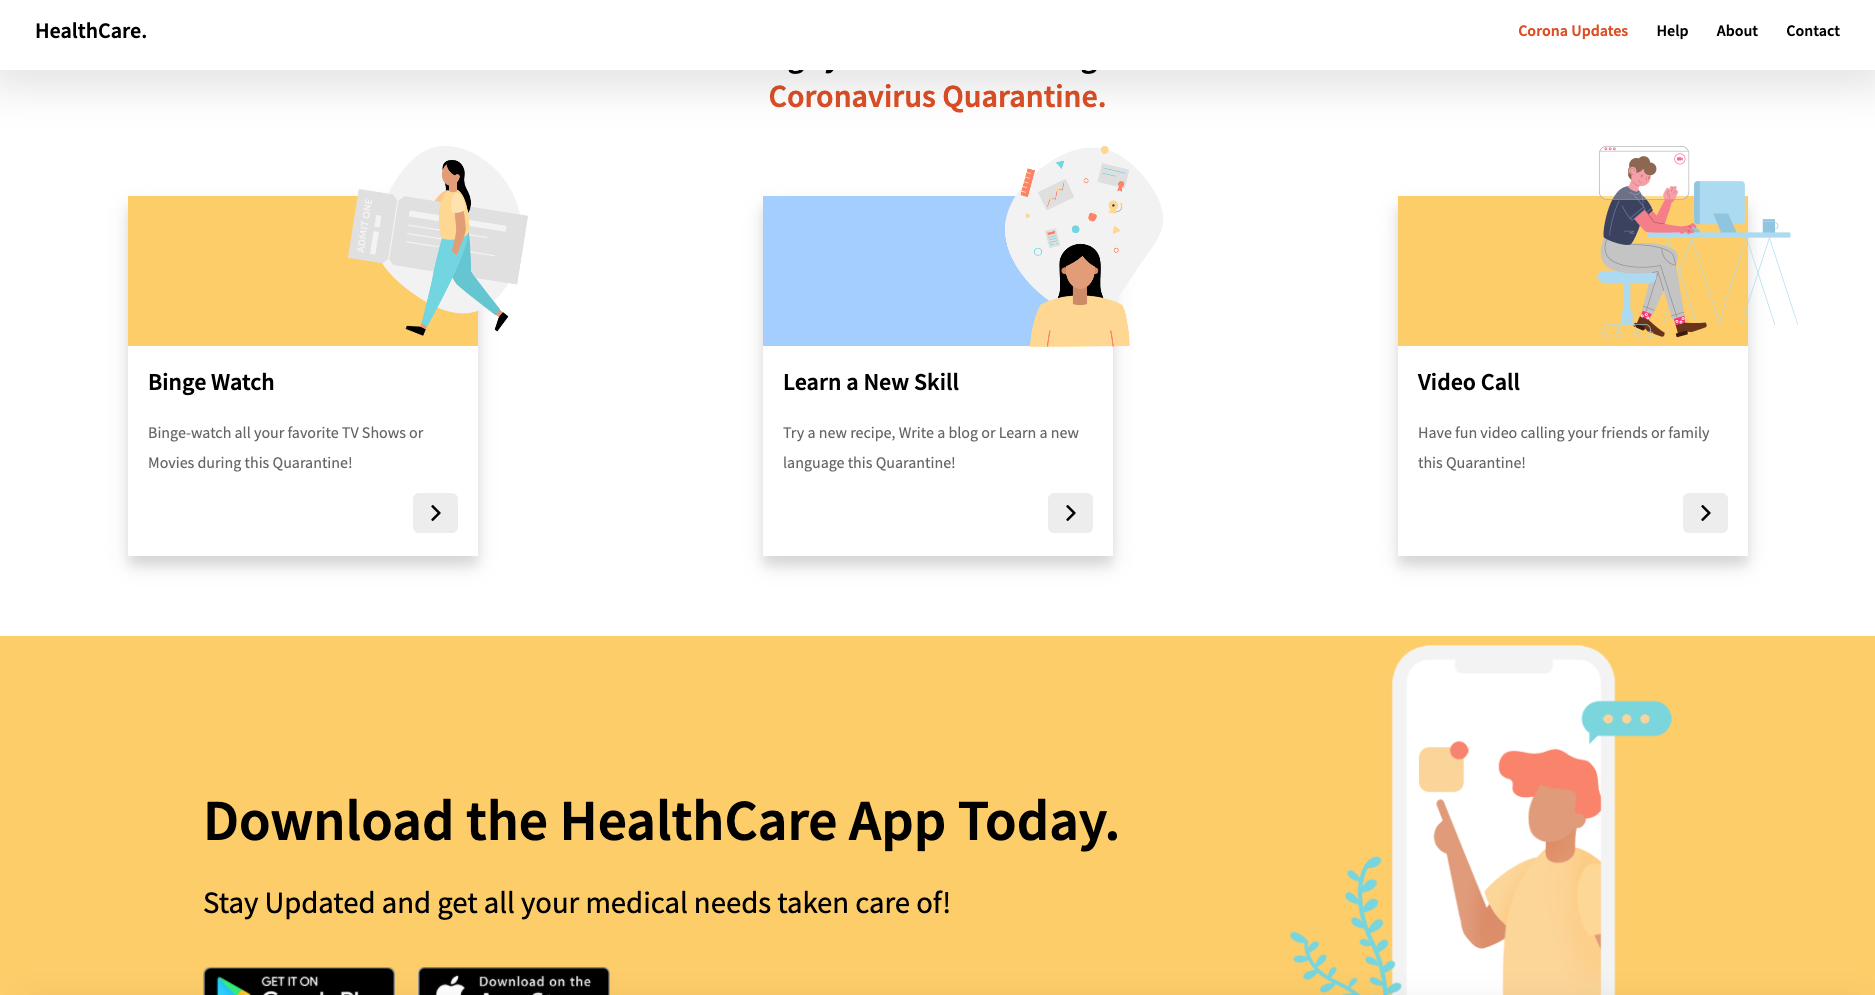 HealthCare.
Corona Updates Help About Contact
Coronavirus Quarantine.
ADMIT ONE
Binge Watch
Binge-watch all your favorite TV Shows or
Movies during this Quarantine!
Learn a New Skill
Try a new recipe, Write a blog or Learn a new
language this Quarantine!
Video Call
Have fun video calling your friends or family
this Quarantine!
Download the HealthCare App Today.
Stay Updated and get all your medical needs taken care of!
GET IT ON
Download on the